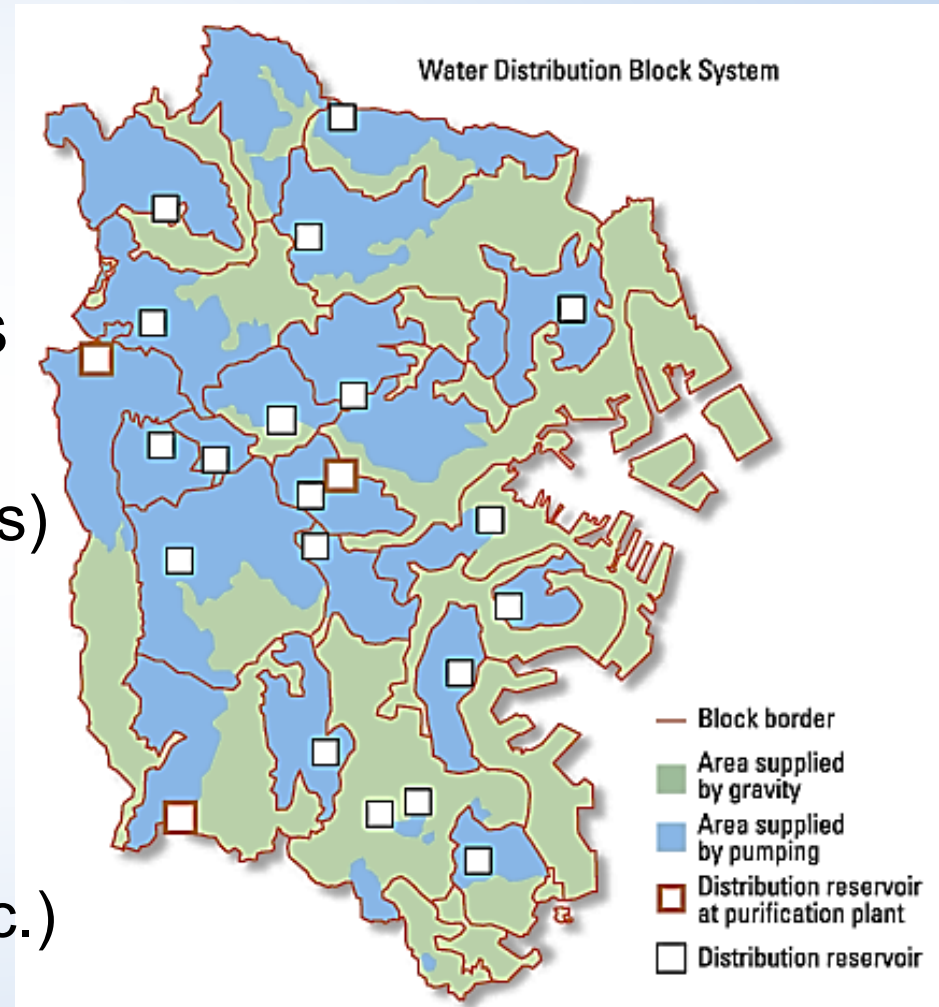 Water Distribution Block System
s
s)
c.)
Block border
Area supplied
by gravity
Area supplied
by pumping
Distribution reservoir
at purification plant
Distribution reservoir